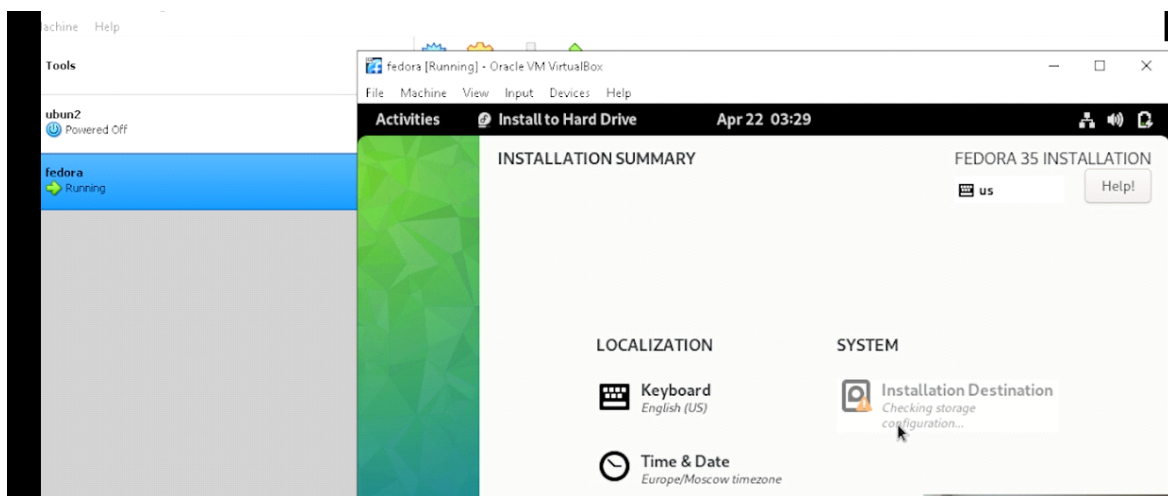 Machine Help
Tools
ubun2
Powered Off
fedora
Running
fedora [Running] - Oracle VM VirtualBox
File Machine View Input Devices Help
Activities Install to Hard Drive Apr 22 03:29
INSTALLATION SUMMARY
FEDORA 35 INSTALLATION
us
Help!
LOCALIZATION
SYSTEM
Keyboard
English (US)
Installation Destination
Checking storage
configuration...
Time & Date
Europe/Moscow timezone